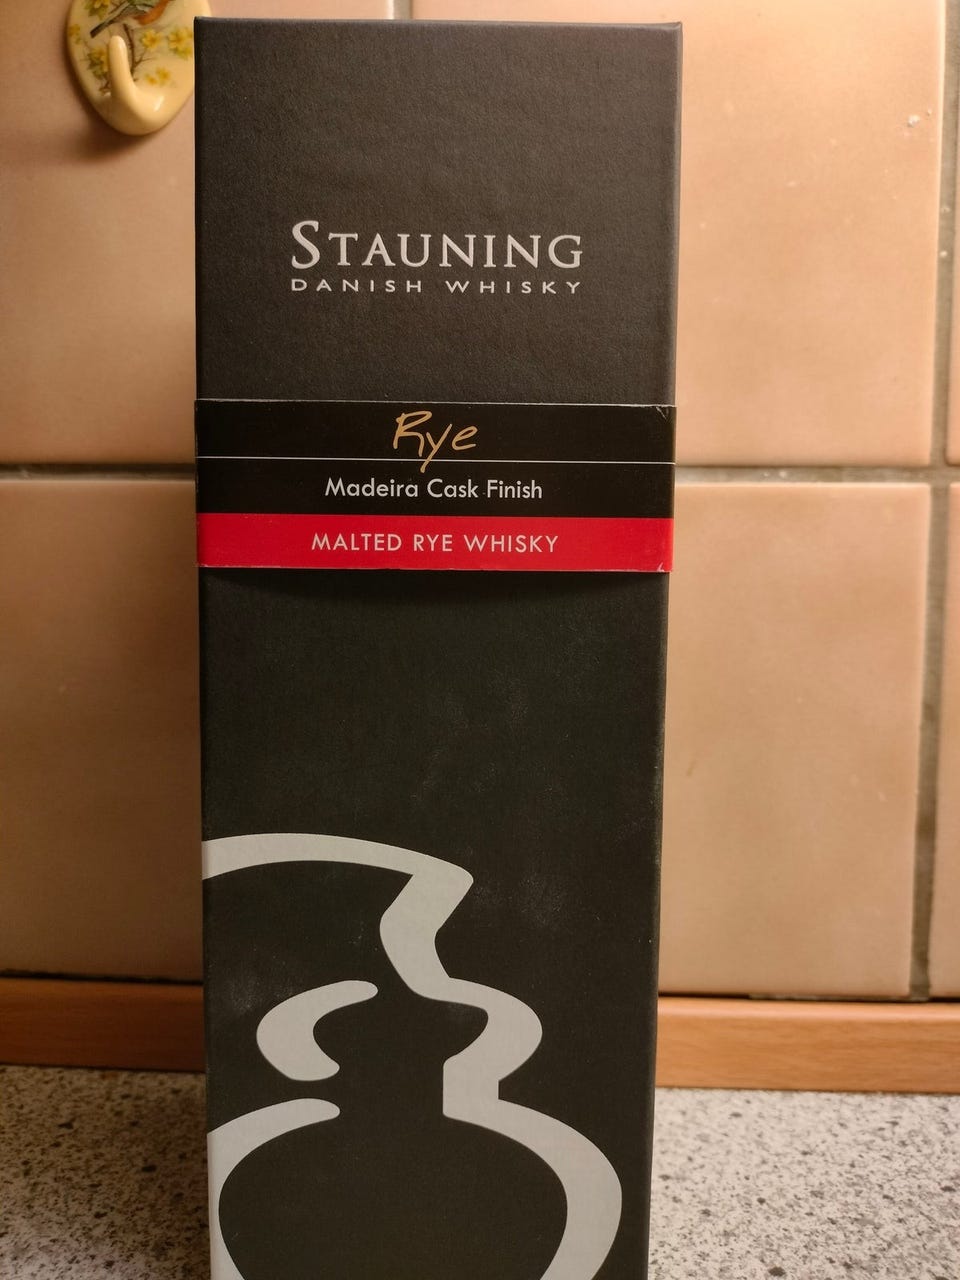 STAUNING
DANISH WHISKY
Rye
Madeira Cask Finish
MALTED RYE WHISKY